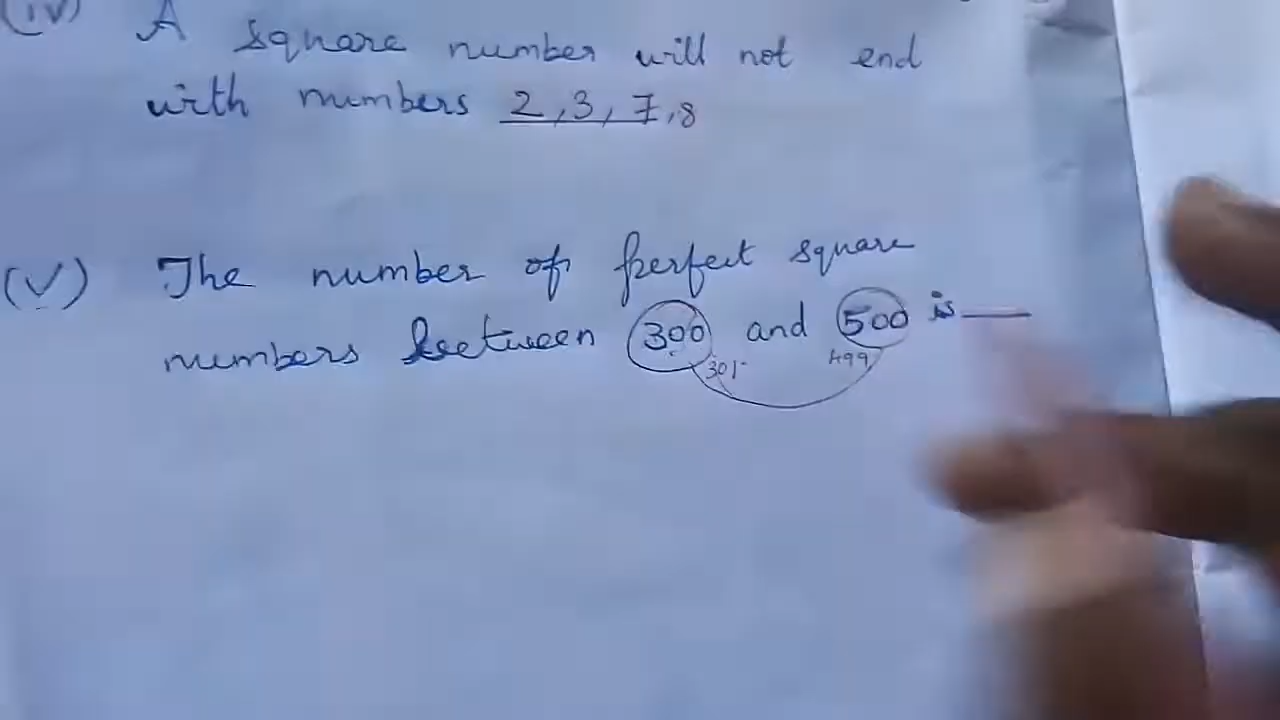 (iv) A square number will not end
with numbers 2, 3, 7, 8
(V) The number of perfect square
numbers between 300 and 500 is ___
301 499